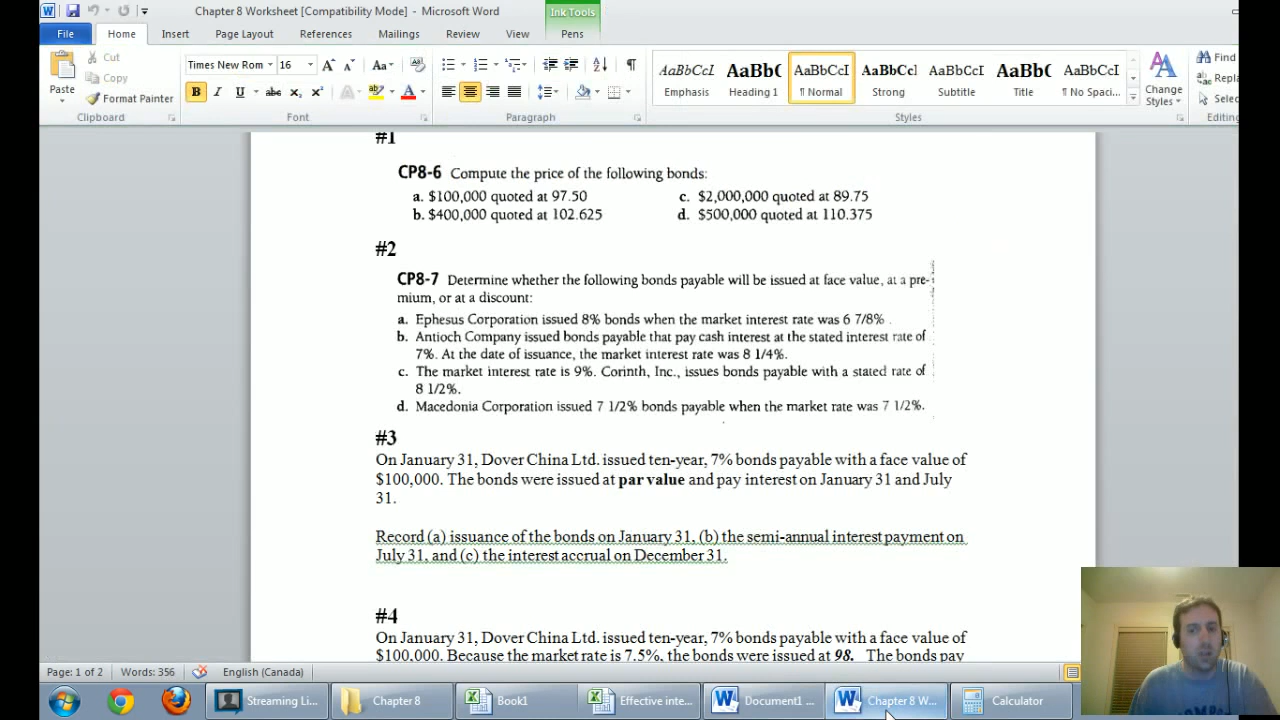 Chapter 8 Worksheet [Compatibility Mode] - Microsoft Word
Ink Tools
File Home Insert Page Layout References Mailings Review View Pens
Cut
Copy
Format Painter
Paste
Clipboard
Times New Rom 16
Font
Paragraph
AaBbCcI AaBb( AaBbCcI AaBbCcl AaBbCcI AaBb( AaBbCcI
Emphasis Heading 1 ¶ Normal Strong Subtitle Title ¶ No Spaci...
Change
Styles
Styles
Find
Repla
Selec
Editing
#1
CP8-6 Compute the price of the following bonds:
a. $100,000 quoted at 97.50 c. $2,000,000 quoted at 89.75
b. $400,000 quoted at 102.625 d. $500,000 quoted at 110.375
#2
CP8-7 Determine whether the following bonds payable will be issued at face value, at a pre-
mium, or at a discount:
a. Ephesus Corporation issued 8% bonds when the market interest rate was 6 7/8%
b. Antioch Company issued bonds payable that pay cash interest at the stated interest rate of
7%. At the date of issuance, the market interest rate was 8 1/4%.
c. The market interest rate is 9%. Corinth, Inc., issues bonds payable with a stated rate of
8 1/2%.
d. Macedonia Corporation issued 7 1/2% bonds payable when the market rate was 7 1/2%.
#3
On January 31, Dover China Ltd. issued ten-year, 7% bonds payable with a face value of
$100,000. The bonds were issued at par value and pay interest on January 31 and July
31.
Record (a) issuance of the bonds on January 31, (b) the semi-annual interest payment on
July 31, and (c) the interest accrual on December 31.
#4
On January 31, Dover China Ltd. issued ten-year, 7% bonds payable with a face value of
$100,000. Because the market rate is 7.5%, the bonds were issued at 98. The bonds pay
Page: 1 of 2 Words: 356 English (Canada)
Streaming Li... Chapter 8 Book1 Effective inte... Document1 ... Chapter 8 W... Calculator